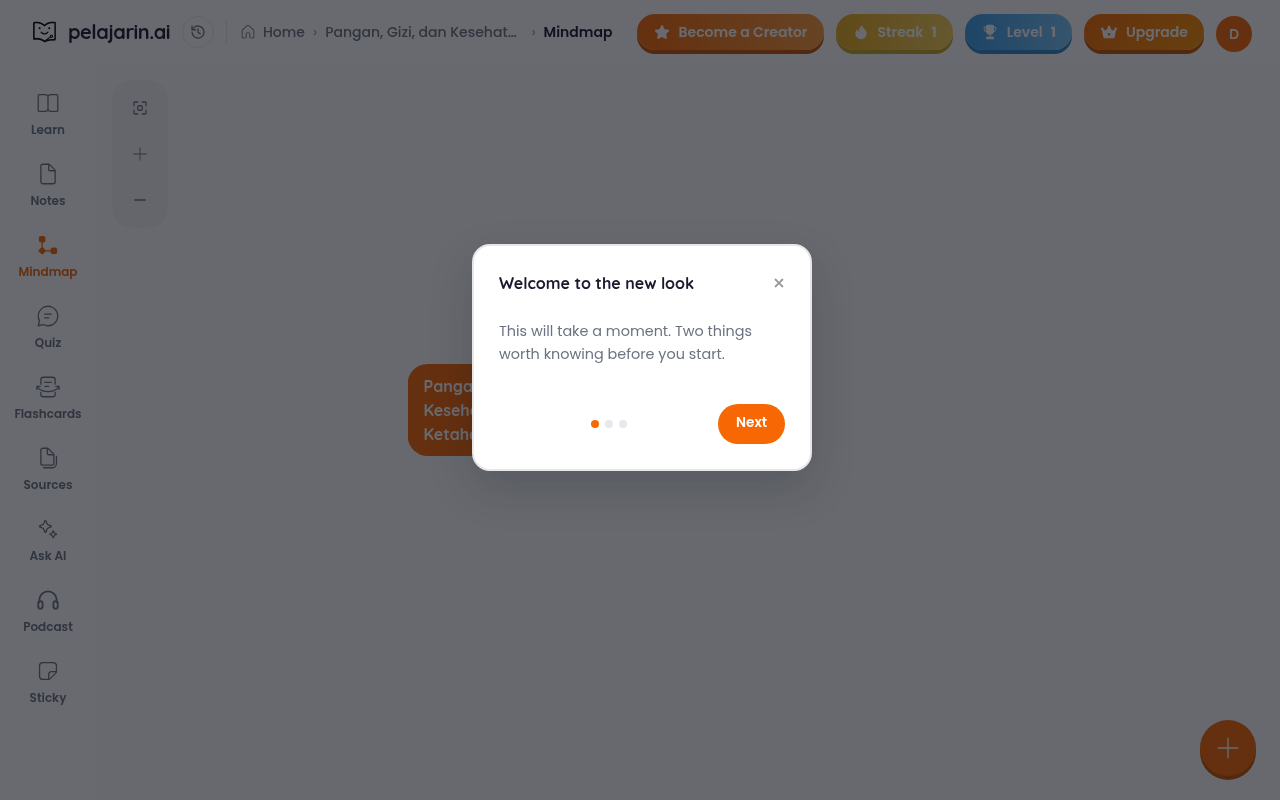 pelajarin.ai
Home › Pangan, Gizi, dan Kesehat... › Mindmap
Become a Creator
Streak 1
Level 1
Upgrade
D
Learn
Notes
Mindmap
Quiz
Flashcards
Sources
Ask AI
Podcast
Sticky
Welcome to the new look
This will take a moment. Two things
worth knowing before you start.
Next